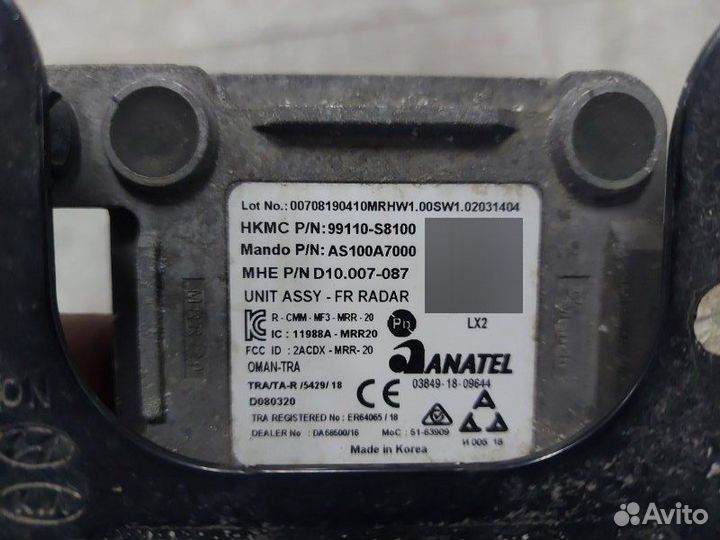 Lot No.: 00708190410MRHW1.00SW1.02031404
HKMC P/N: 99110-S8100
Mando P/N: AS100A7000
MHE P/N D10.007-087
UNIT ASSY - FR RADAR
LX2
R - CMM - MF3 - MRR - 20
IC : 11988A - MRR20
FCC ID : 2ACDX - MRR- 20
OMAN-TRA
ANATEL
03849-18-09644
TRA/TA-R /5429/ 18
D080320
CE
TRA REGISTERED No : ER64065 / 18
DEALER No : DA68500/16
MoC : 51-63909
И 005 18
Made in Korea
Avito